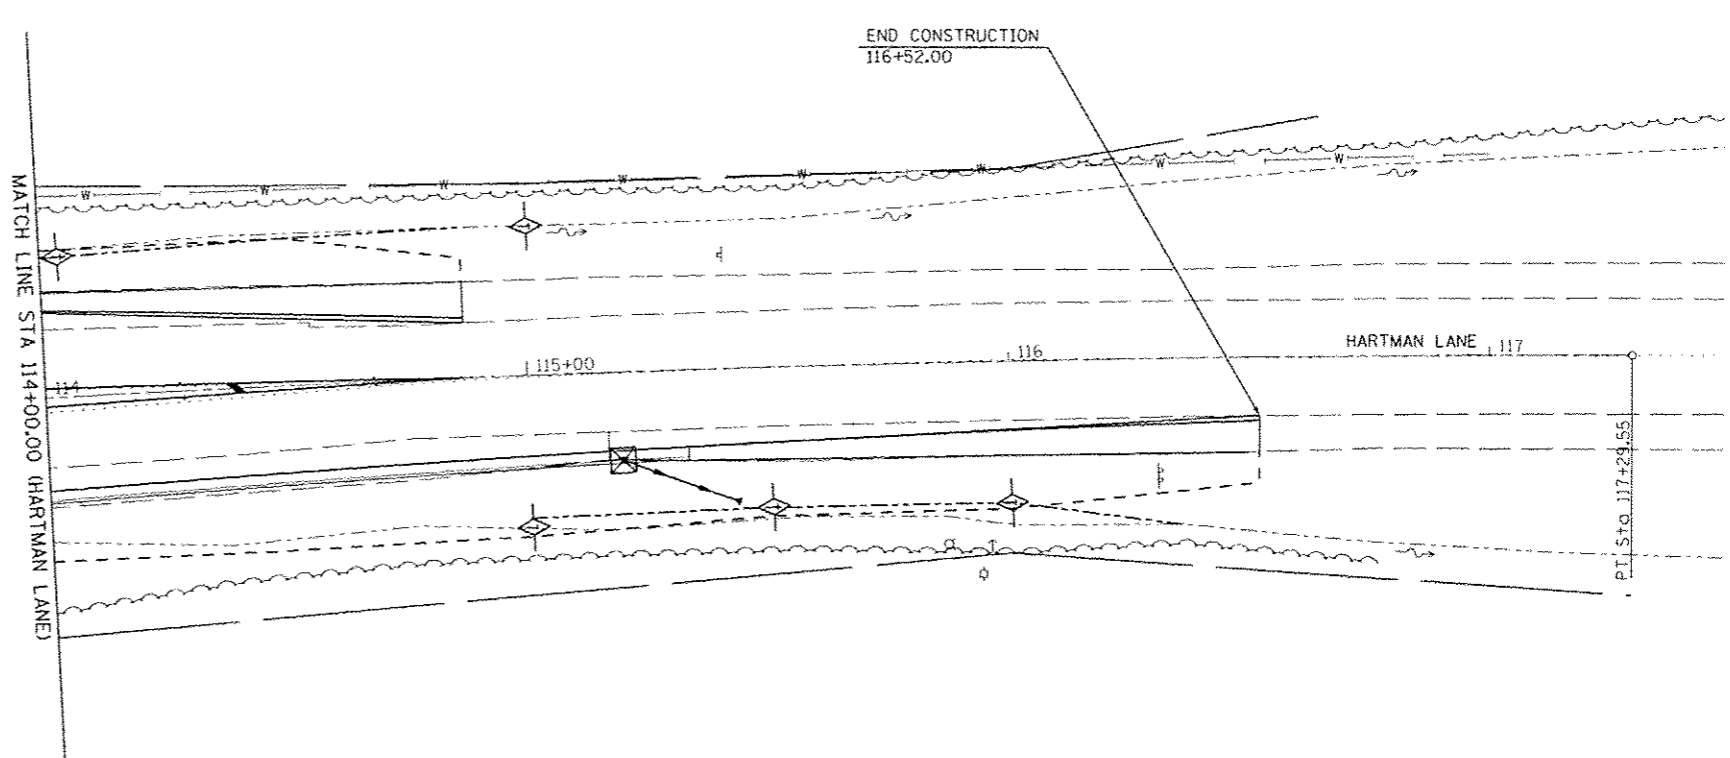 END CONSTRUCTION
116+52.00
W W W W W W W W
MATCH LINE STA 114+00.00 (HARTMAN LANE)
114
115+00
116
HARTMAN LANE
117
PT Sta 117+29.55